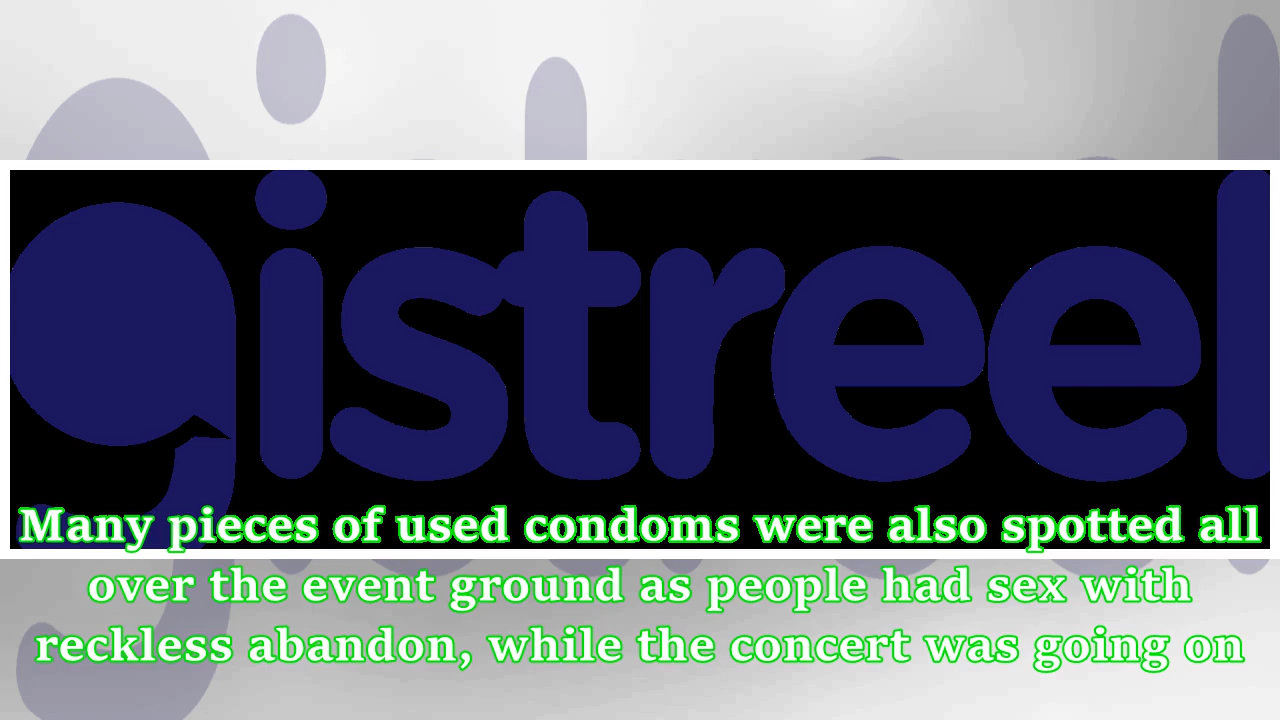 gistreel
Many pieces of used condoms were also spotted all
over the event ground as people had sex with
reckless abandon, while the concert was going on